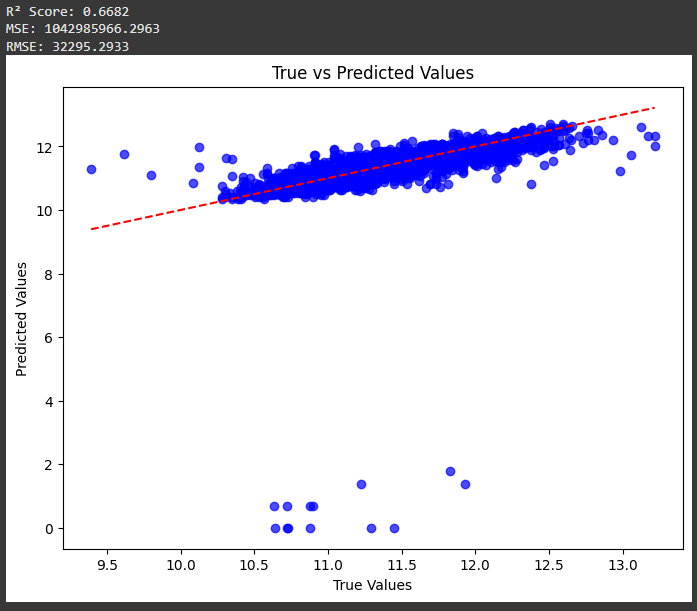 R² Score: 0.6682
MSE: 1042985966.2963
RMSE: 32295.2933
True vs Predicted Values
Predicted Values
12
10
8
6
4
2
0
9.5 10.0 10.5 11.0 11.5 12.0 12.5 13.0
True Values